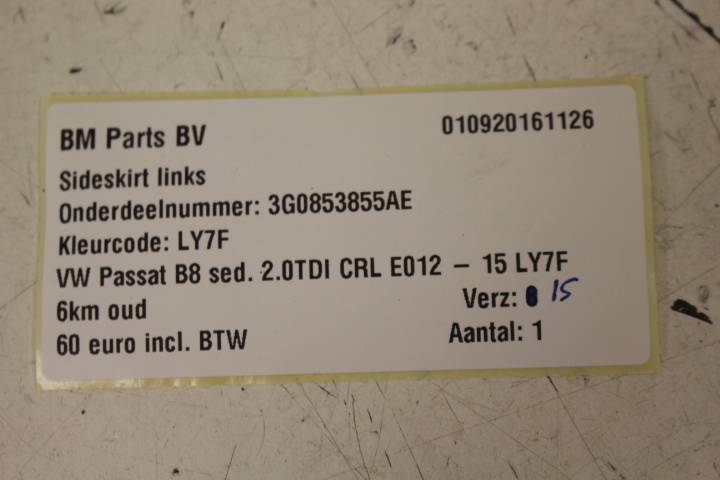 BM Parts BV 010920161126
Sideskirt links
Onderdeelnummer: 3G0853855AE
Kleurcode: LY7F
VW Passat B8 sed. 2.0TDI CRL E012 – 15 LY7F
6km oud Verz: 15
60 euro incl. BTW Aantal: 1